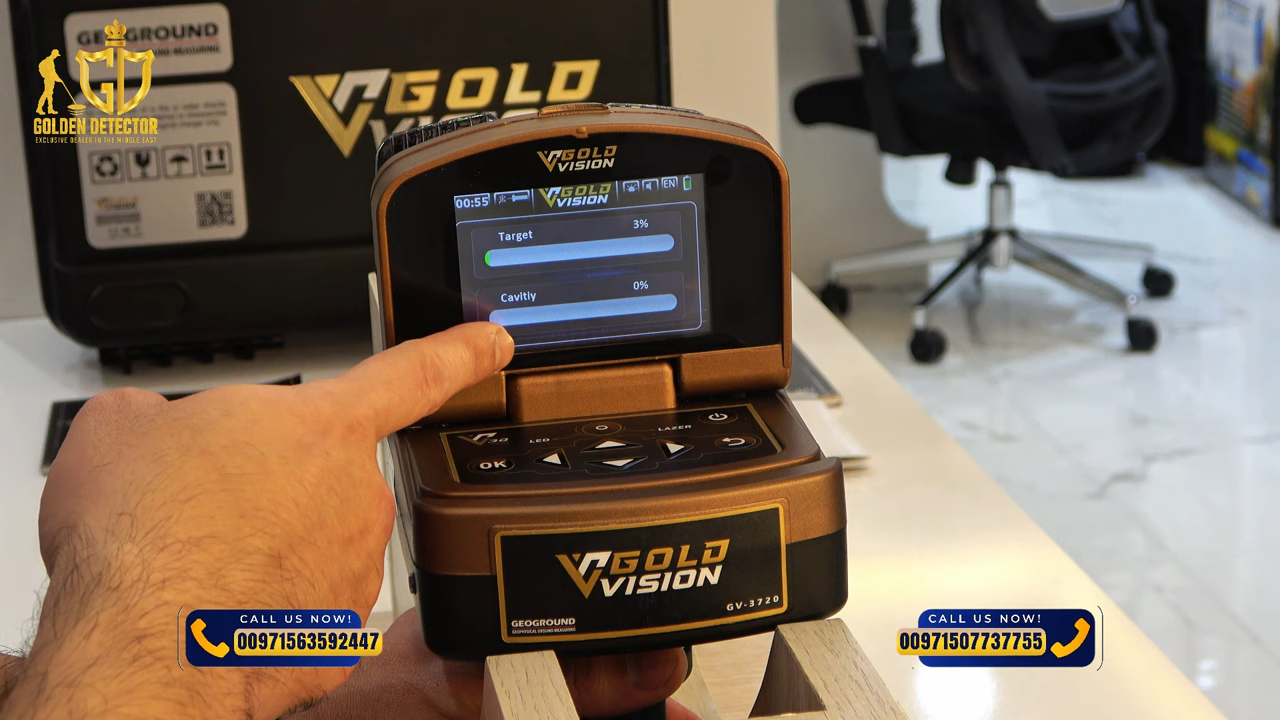 GEOGROUND
GOLDEN DETECTOR
EXCLUSIVE DEALER IN THE MIDDLE EAST
GOLD
VISION
GOLD
VISION
00:55
GOLD
VISION
EN
Target
3%
Cavitiy
0%
LED
LAZER
OK
GOLD
VISION
GV-3720
GEOGROUND
GEOPHYSICAL GROUND MEASURING
CALL US NOW!
00971563592447
CALL US NOW!
00971507737755